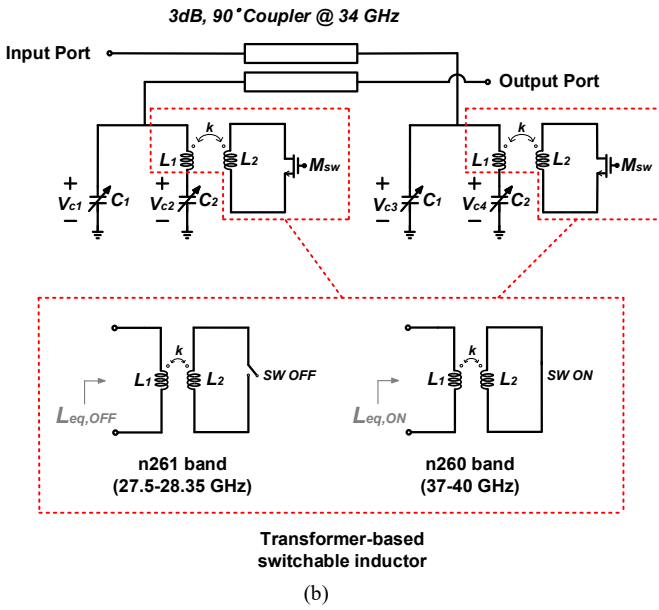 3dB, 90° Coupler @ 34 GHz
Input Port
Output Port
k
L1
L2
Msw
+
Vc1
−
C1
+
Vc2
−
C2
k
L1
L2
Msw
+
Vc3
−
C1
+
Vc4
−
C2
k
L1
L2
SW OFF
Leq,OFF
n261 band
(27.5-28.35 GHz)
k
L1
L2
SW ON
Leq,ON
n260 band
(37-40 GHz)
Transformer-based
switchable inductor
(b)